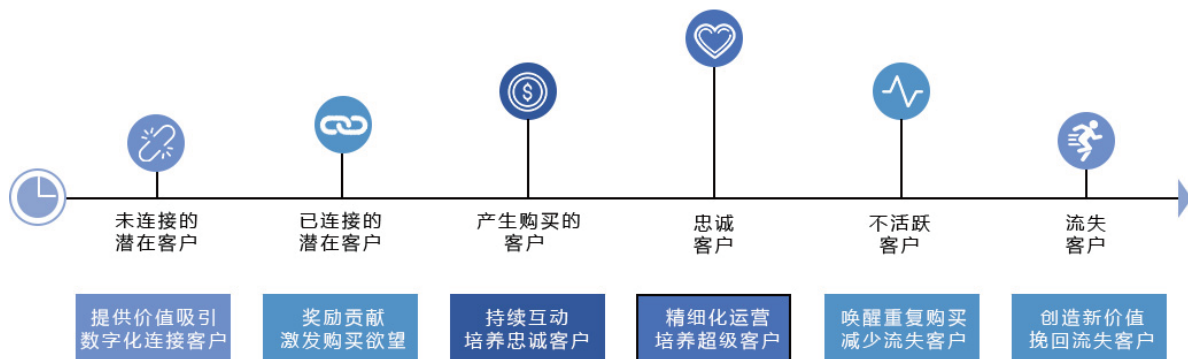 未连接的
潜在客户
已连接的
潜在客户
产生购买的
客户
忠诚
客户
不活跃
客户
流失
客户
提供价值吸引
数字化连接客户
奖励贡献
激发购买欲望
持续互动
培养忠诚客户
精细化运营
培养超级客户
唤醒重复购买
减少流失客户
创造新价值
挽回流失客户